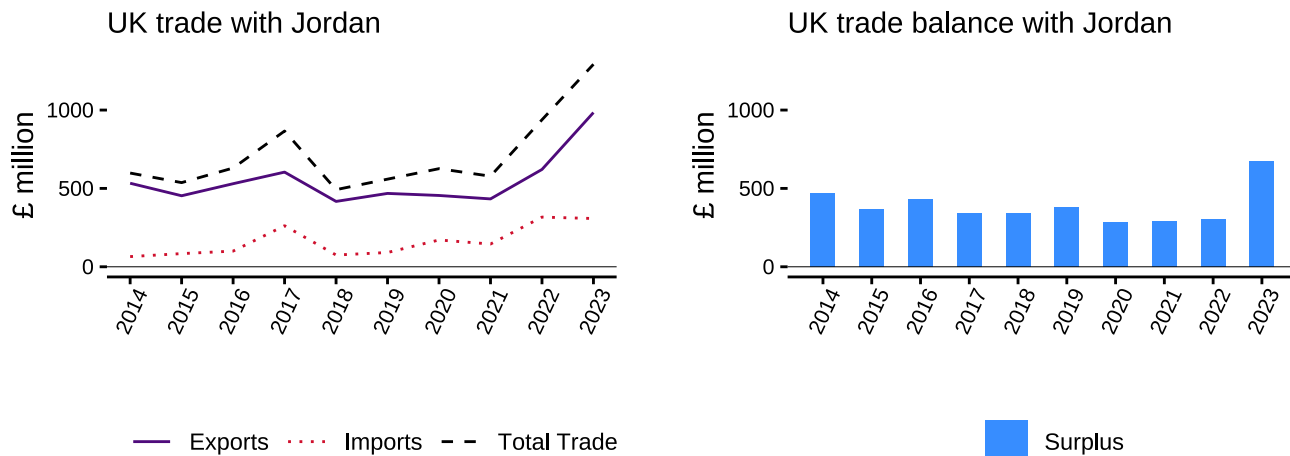 UK trade with Jordan
£ million
1000
500
0
2014 2015 2016 2017 2018 2019 2020 2021 2022 2023
Exports Imports Total Trade
UK trade balance with Jordan
£ million
1000
500
0
2014 2015 2016 2017 2018 2019 2020 2021 2022 2023
Surplus